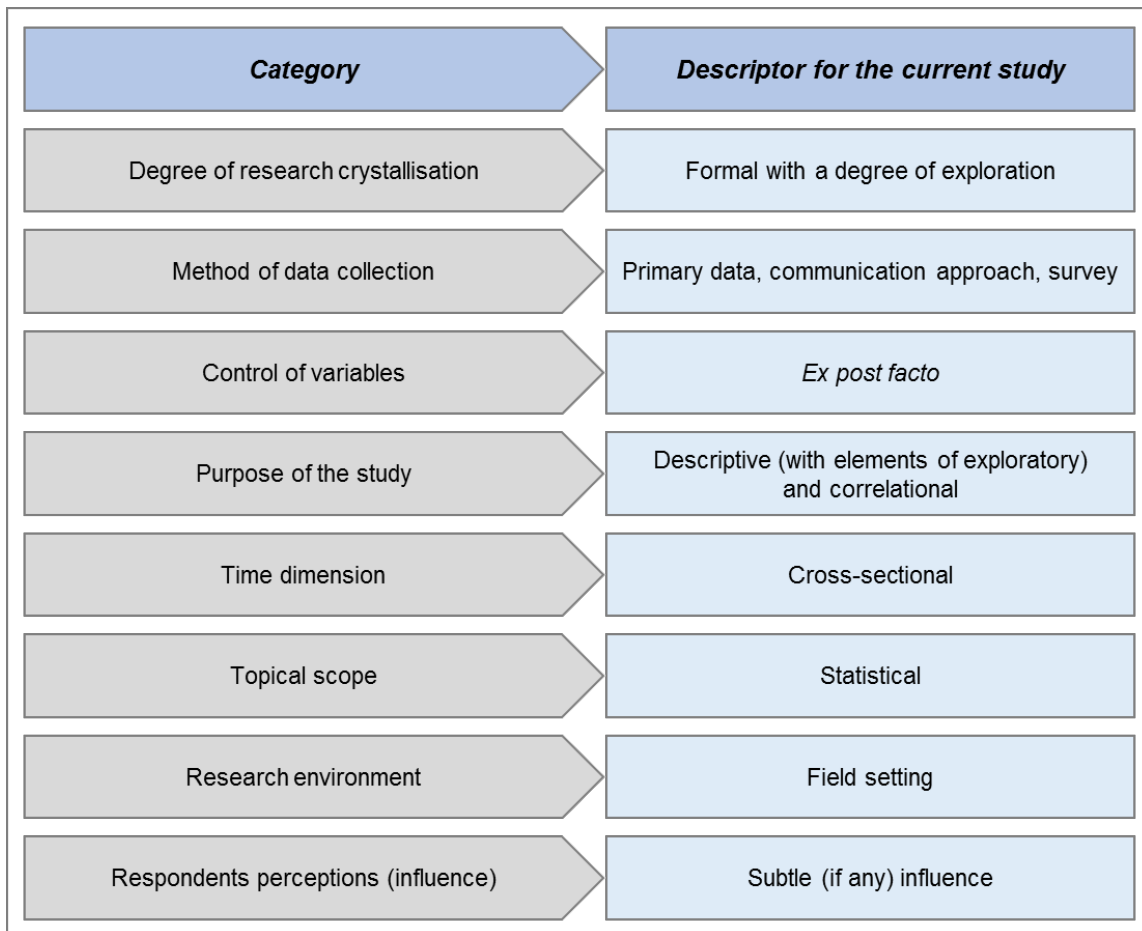 Category
Descriptor for the current study
Degree of research crystallisation
Formal with a degree of exploration
Method of data collection
Primary data, communication approach, survey
Control of variables
Ex post facto
Purpose of the study
Descriptive (with elements of exploratory)
and correlational
Time dimension
Cross-sectional
Topical scope
Statistical
Research environment
Field setting
Respondents perceptions (influence)
Subtle (if any) influence